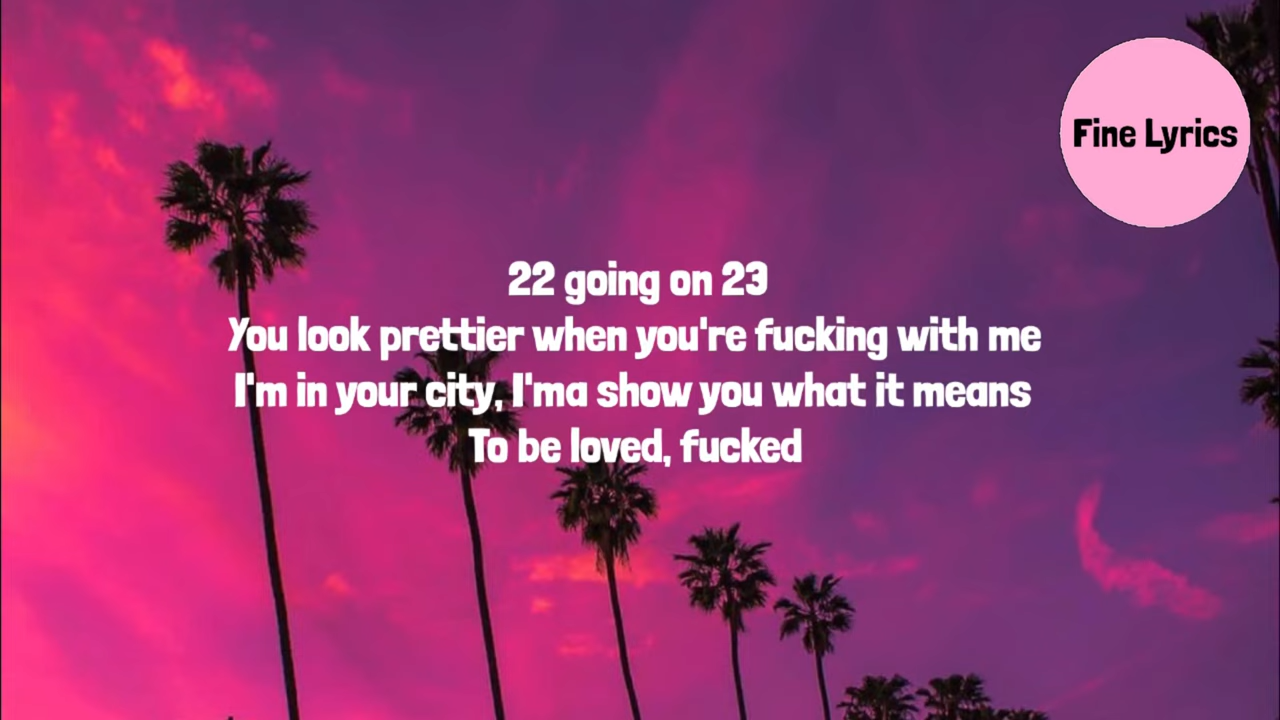 Fine Lyrics
22 going on 23
You look prettier when you're fucking with me
I'm in your city, I'ma show you what it means
To be loved, fucked